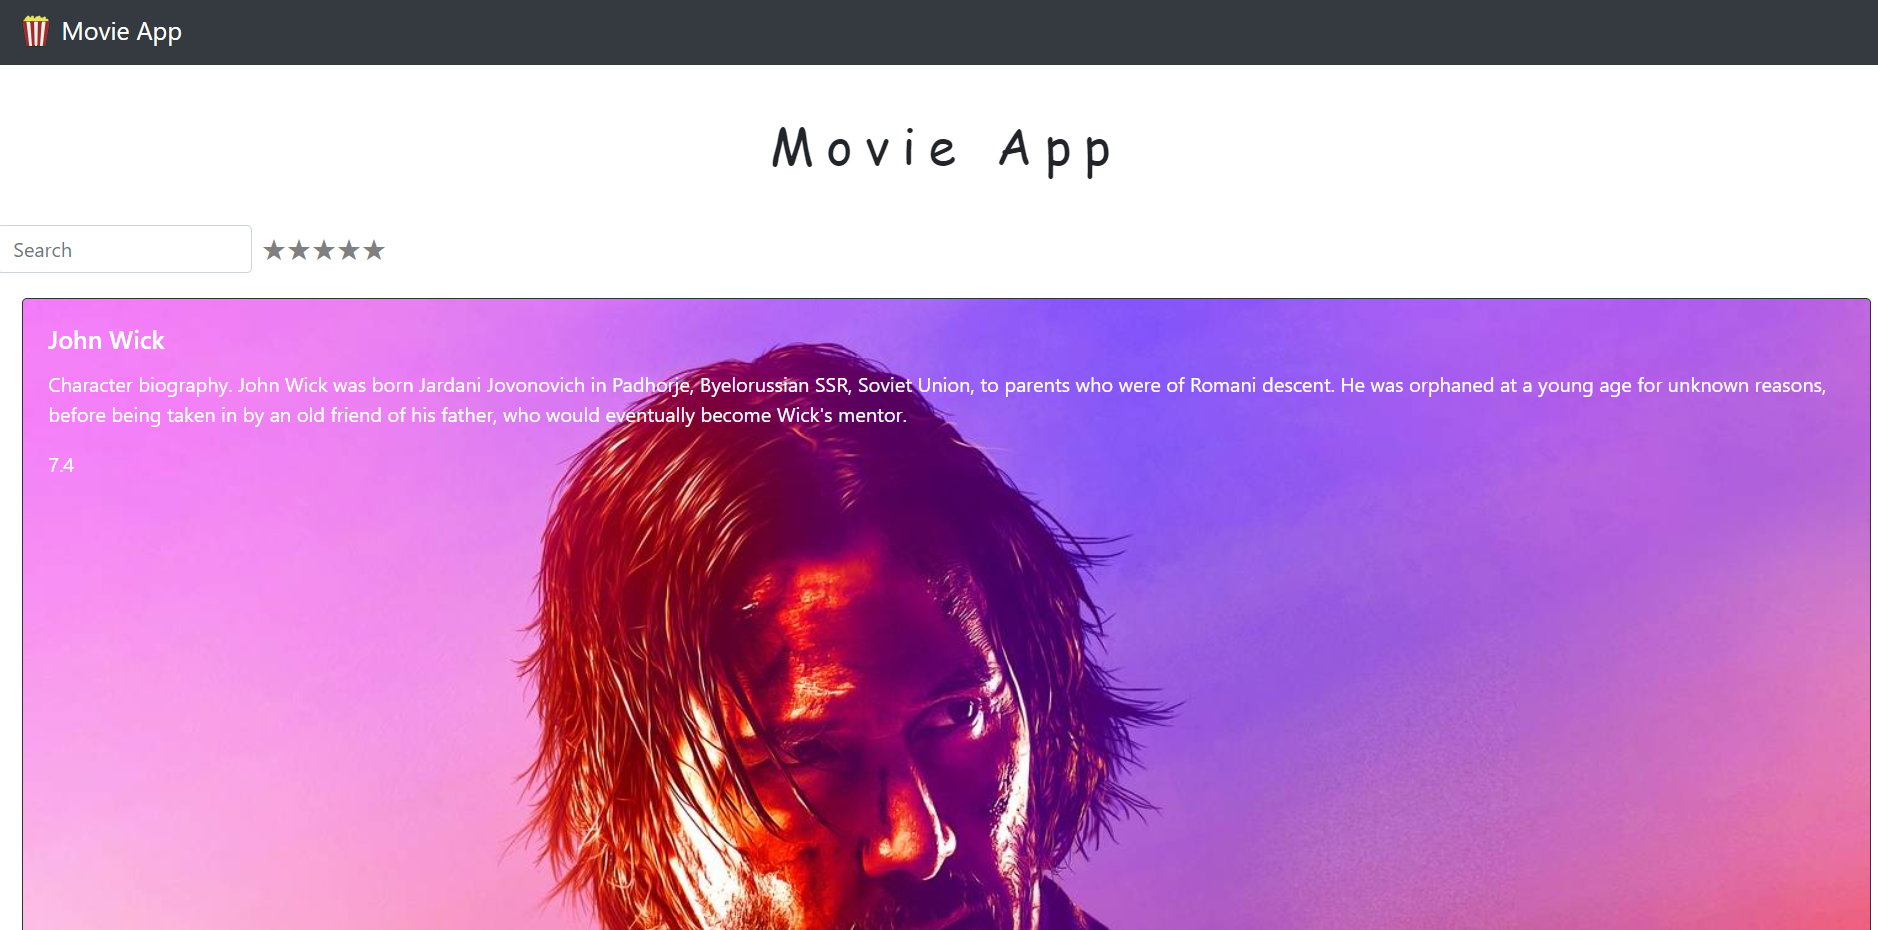 Movie App
Movie App
Search
John Wick
Character biography. John Wick was born Jardani Jovonovich in Padhorje, Byelorussian SSR, Soviet Union, to parents who were of Romani descent. He was orphaned at a young age for unknown reasons,
before being taken in by an old friend of his father, who would eventually become Wick's mentor.
7.4